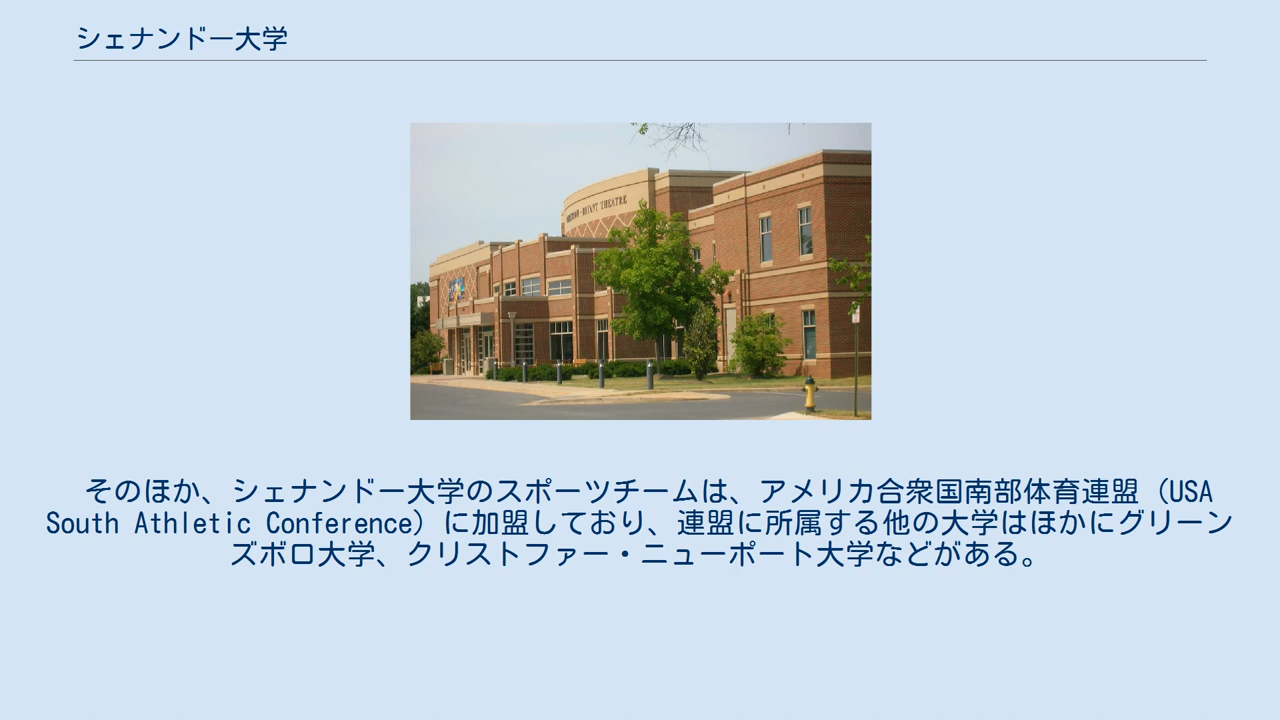 シェナンドー大学
THEATRE
そのほか、シェナンドー大学のスポーツチームは、アメリカ合衆国南部体育連盟（USA
South Athletic Conference）に加盟しており、連盟に所属する他の大学はほかにグリーン
ズボロ大学、クリストファー・ニューポート大学などがある。